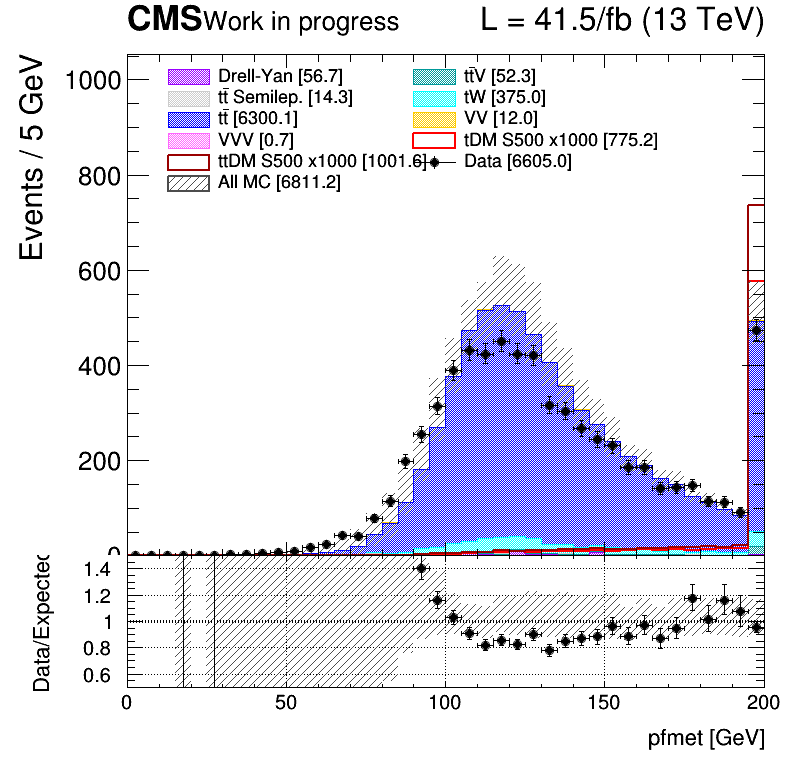 CMS Work in progress L = 41.5/fb (13 TeV)
Events / 5 GeV
1000
800
600
400
200
0
Drell-Yan [56.7] tt̄V [52.3]
tt̄ Semilep. [14.3] tW [375.0]
tt̄ [6300.1] VV [12.0]
VVV [0.7] tDM S500 x1000 [775.2]
ttDM S500 x1000 [1001.6] Data [6605.0]
All MC [6811.2]
Data/Expected
1.4
1.2
1
0.8
0.6
0 50 100 150 200
pfmet [GeV]